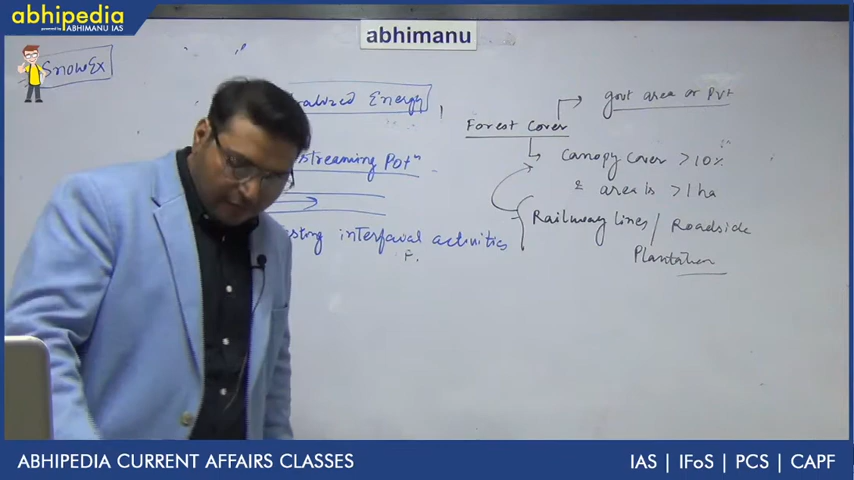 abhipedia
powered by ABHIMANU IAS
abhimanu
SnowEx
Energy
streaming Potⁿ
interfacial activities
F.
Forest Cover
govt area or Pvt
Canopy Cover >10%
& area is >1 ha
Railway lines / Roadside
Plantation
ABHIPEDIA CURRENT AFFAIRS CLASSES
IAS | IFoS | PCS | CAPF